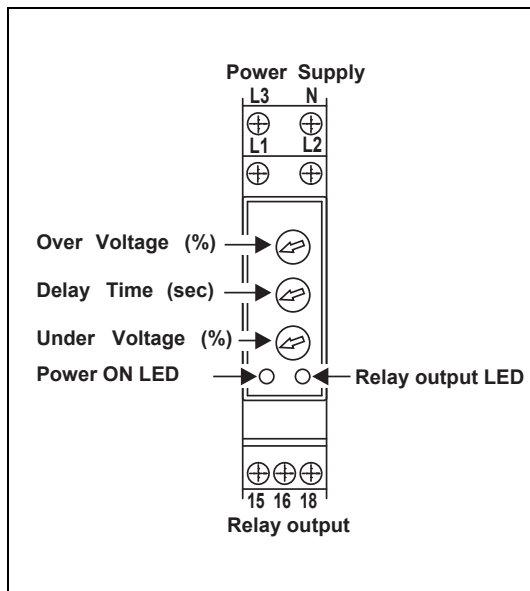 Power Supply
L3 N
L1 L2
Over Voltage (%)
Delay Time (sec)
Under Voltage (%)
Power ON LED
Relay output LED
15 16 18
Relay output